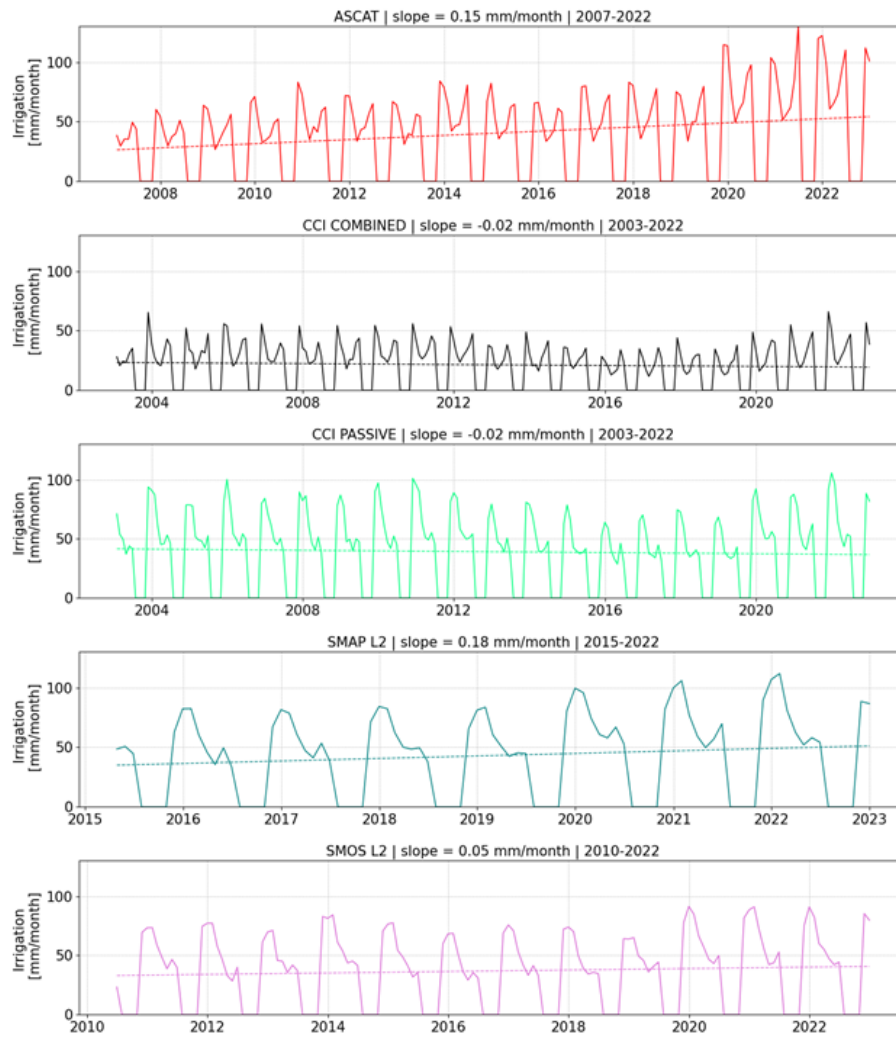 ASCAT | slope = 0.15 mm/month | 2007-2022
Irrigation
[mm/month]
100
50
0
2008 2010 2012 2014 2016 2018 2020 2022
CCI COMBINED | slope = -0.02 mm/month | 2003-2022
Irrigation
[mm/month]
100
50
0
2004 2008 2012 2016 2020
CCI PASSIVE | slope = -0.02 mm/month | 2003-2022
Irrigation
[mm/month]
100
50
0
2004 2008 2012 2016 2020
SMAP L2 | slope = 0.18 mm/month | 2015-2022
Irrigation
[mm/month]
100
50
0
2015 2016 2017 2018 2019 2020 2021 2022 2023
SMOS L2 | slope = 0.05 mm/month | 2010-2022
Irrigation
[mm/month]
100
50
0
2010 2012 2014 2016 2018 2020 2022